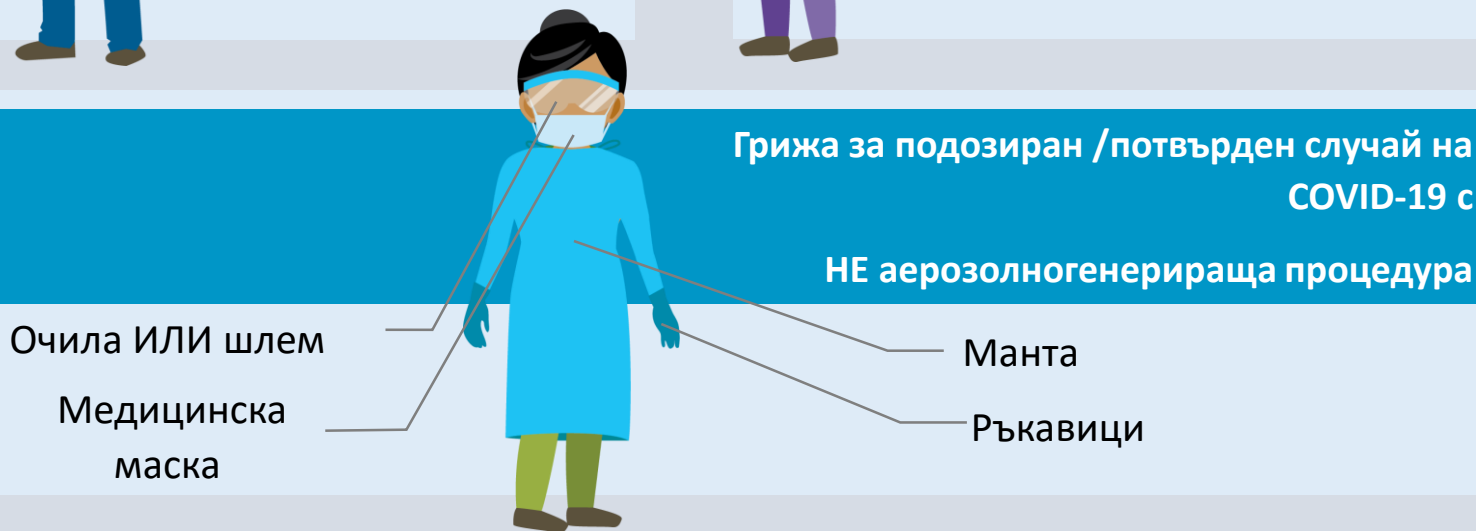 Грижа за подозиран /потвърден случай на
COVID-19 с
НЕ аерозолногенерираща процедура
Очила ИЛИ шлем
Медицинска
маска
Манта
Ръкавици